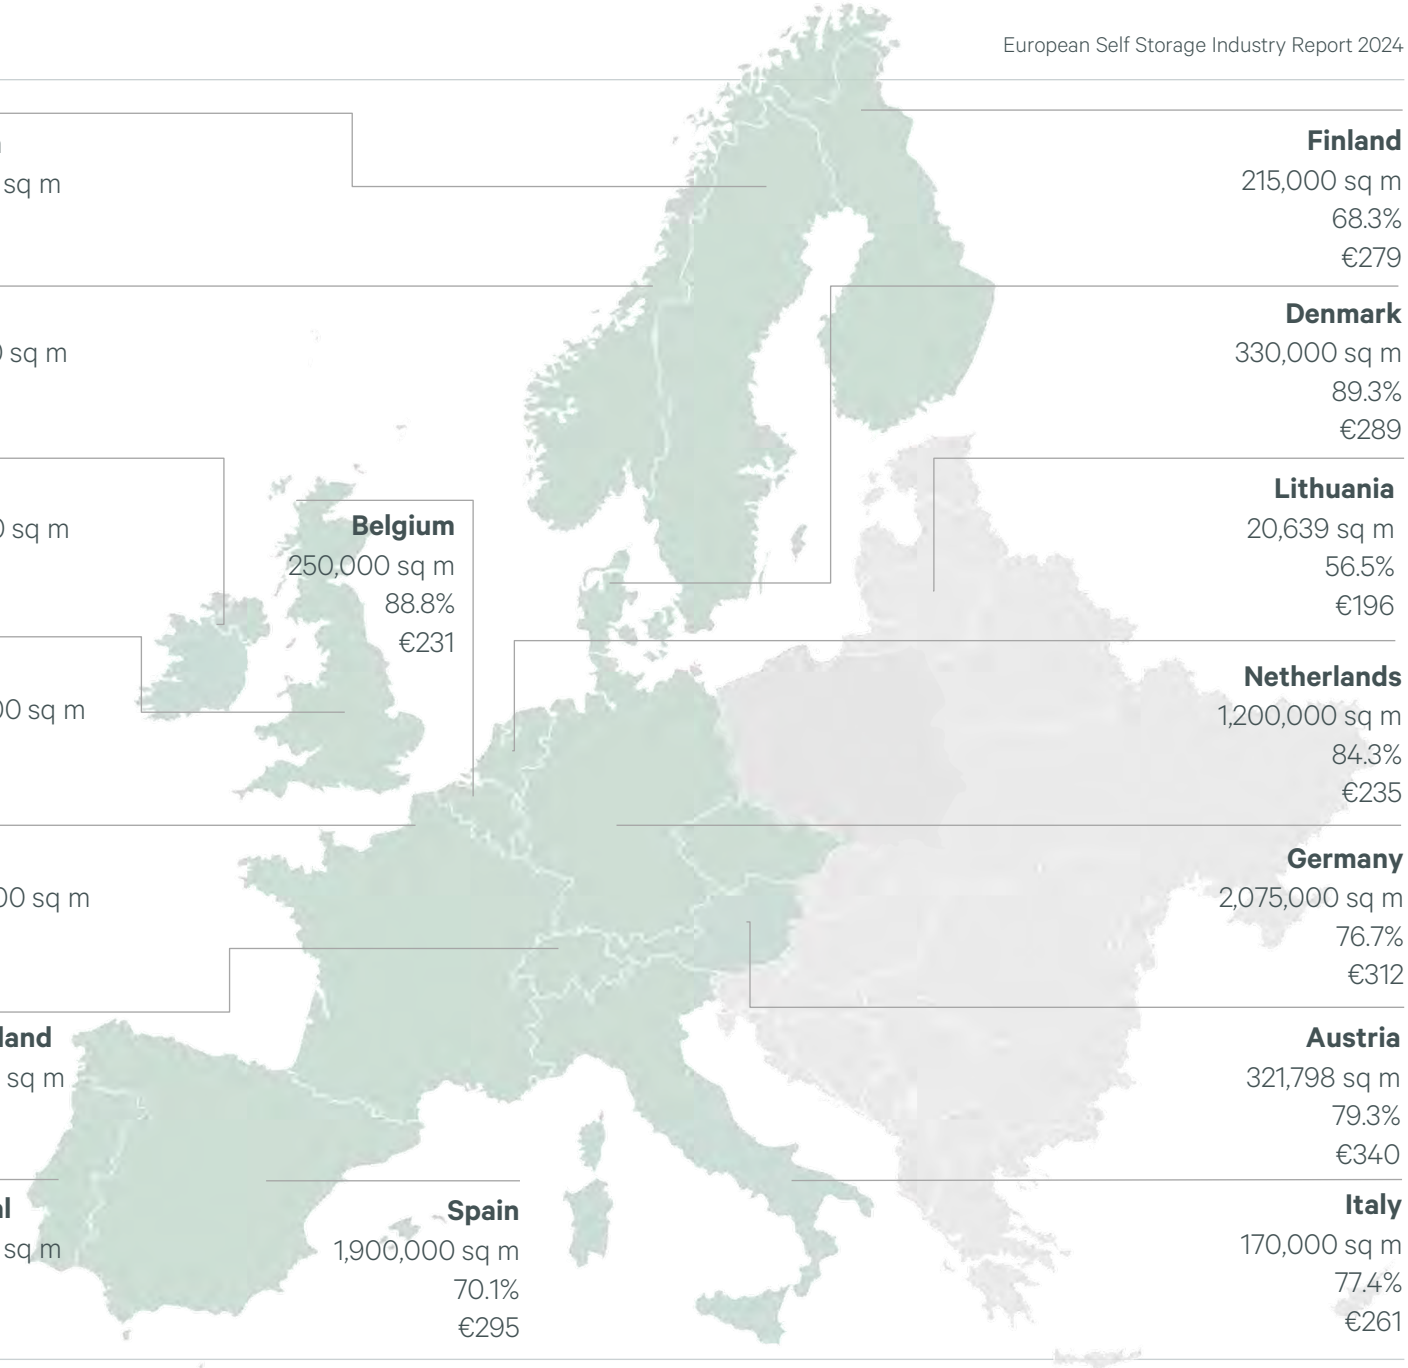 European Self Storage Industry Report 2024
sq m
Finland
215,000 sq m
68.3%
€279
sq m
Denmark
330,000 sq m
89.3%
€289
sq m
Belgium
250,000 sq m
88.8%
€231
Lithuania
20,639 sq m
56.5%
€196
00 sq m
Netherlands
1,200,000 sq m
84.3%
€235
00 sq m
Germany
2,075,000 sq m
76.7%
€312
land
sq m
Austria
321,798 sq m
79.3%
€340
sq m
Spain
1,900,000 sq m
70.1%
€295
Italy
170,000 sq m
77.4%
€261